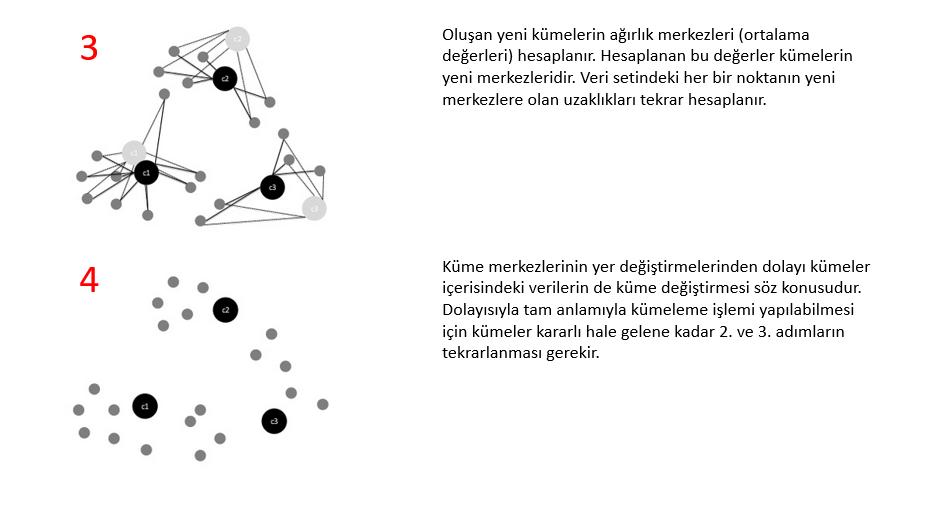 3
c2
c2
c1
c1
c3
c3
Oluşan yeni kümelerin ağırlık merkezleri (ortalama
değerleri) hesaplanır. Hesaplanan bu değerler kümelerin
yeni merkezleridir. Veri setindeki her bir noktanın yeni
merkezlere olan uzaklıkları tekrar hesaplanır.
4
c2
c1
c3
Küme merkezlerinin yer değiştirmelerinden dolayı kümeler
içerisindeki verilerin de küme değiştirmesi söz konusudur.
Dolayısıyla tam anlamıyla kümeleme işlemi yapılabilmesi
için kümeler kararlı hale gelene kadar 2. ve 3. adımların
tekrarlanması gerekir.